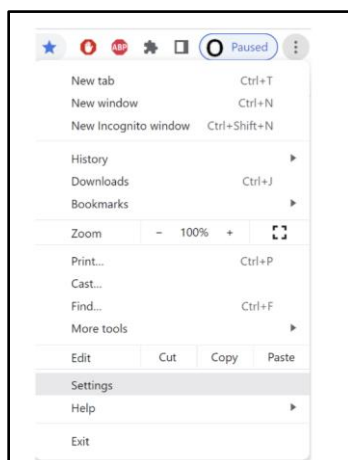 ABP Paused
New tab Ctrl+T
New window Ctrl+N
New Incognito window Ctrl+Shift+N
History
Downloads Ctrl+J
Bookmarks
Zoom - 100% +
Print... Ctrl+P
Cast...
Find... Ctrl+F
More tools
Edit Cut Copy Paste
Settings
Help
Exit